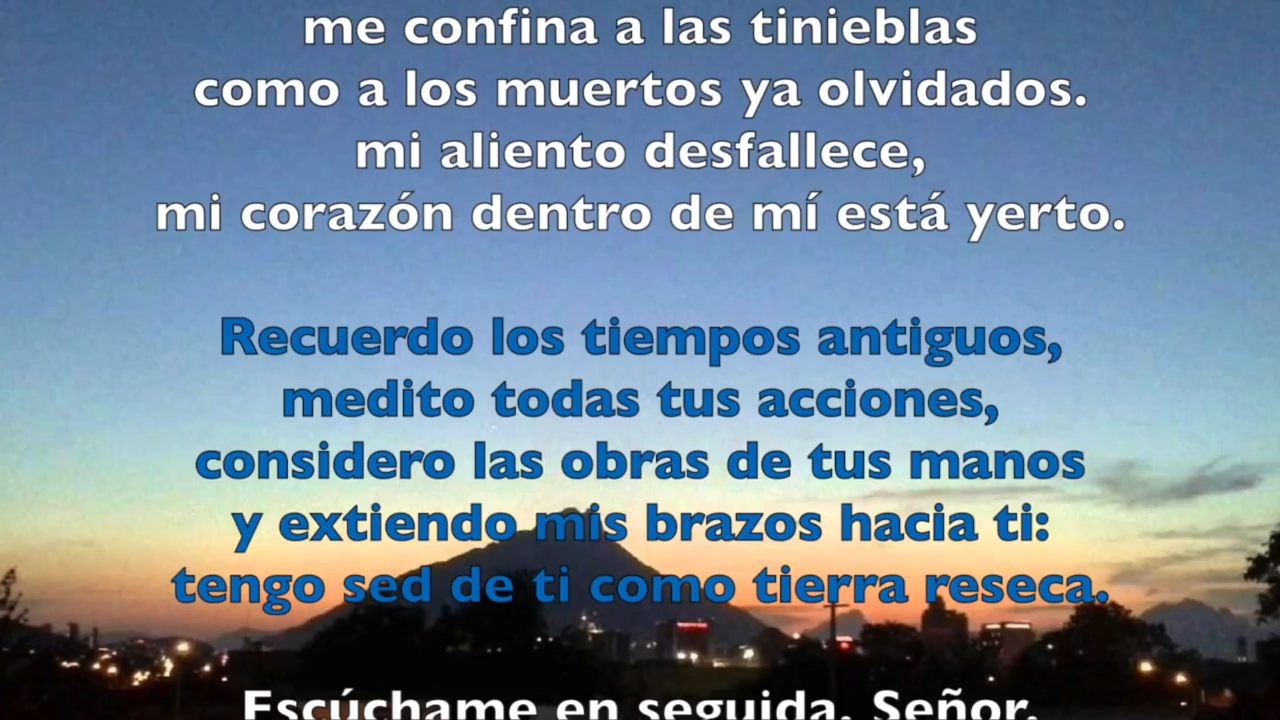 me confina a las tinieblas
como a los muertos ya olvidados.
mi aliento desfallece,
mi corazón dentro de mí está yerto.
Recuerdo los tiempos antiguos,
medito todas tus acciones,
considero las obras de tus manos
y extiendo mis brazos hacia ti:
tengo sed de ti como tierra reseca.
Escúchame en seguida, Señor,